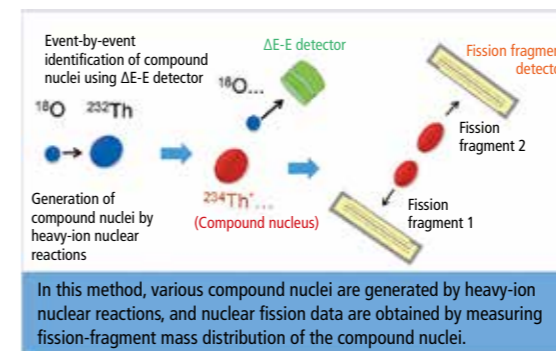 Event-by-event
identification of compound
nuclei using ΔE-E detector
¹⁸O ²³²Th
Generation of
compound nuclei by
heavy-ion nuclear
reactions
ΔE-E detector
¹⁸O...
²³⁴Th*...
(Compound nucleus)
Fission fragme
detecto
Fission
fragment 2
Fission
fragment 1
In this method, various compound nuclei are generated by heavy-ion
nuclear reactions, and nuclear fission data are obtained by measuring
fission-fragment mass distribution of the compound nuclei.